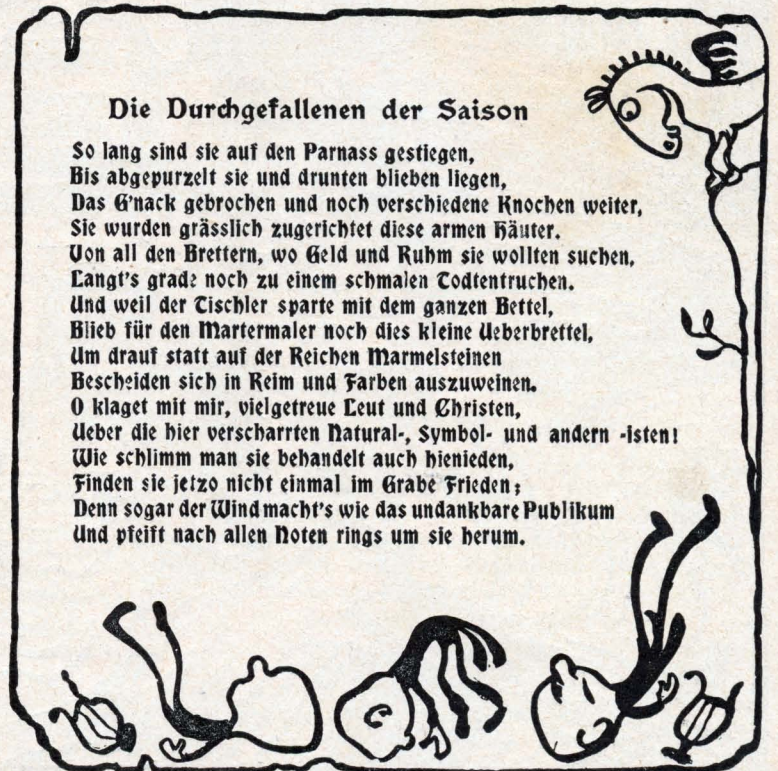 Die Durchgefallenen der Saison
So lang sind sie auf den Parnass gestiegen,
Bis abgepurzelt sie und drunten blieben liegen,
Das G'nack gebrochen und noch verschiedene Knochen weiter,
Sie wurden grässlich zugerichtet diese armen Häuter.
Von all den Brettern, wo Geld und Ruhm sie wollten suchen,
Langt's grade noch zu einem schmalen Todtentruchen.
Und weil der Tischler sparte mit dem ganzen Bettel,
Blieb für den Martermaler noch dies kleine Ueberbrettel,
Um drauf statt auf der Reichen Marmelsteinen
Bescheiden sich in Reim und Farben auszuweinen.
O klaget mit mir, vielgetreue Leut und Christen,
Ueber die hier verscharrten Natural-, Symbol- und andern -isten!
Wie schlimm man sie behandelt auch hienieden,
Finden sie jetzo nicht einmal im Grabe Frieden;
Denn sogar der Wind macht's wie das undankbare Publikum
Und pfeift nach allen Noten rings um sie herum.